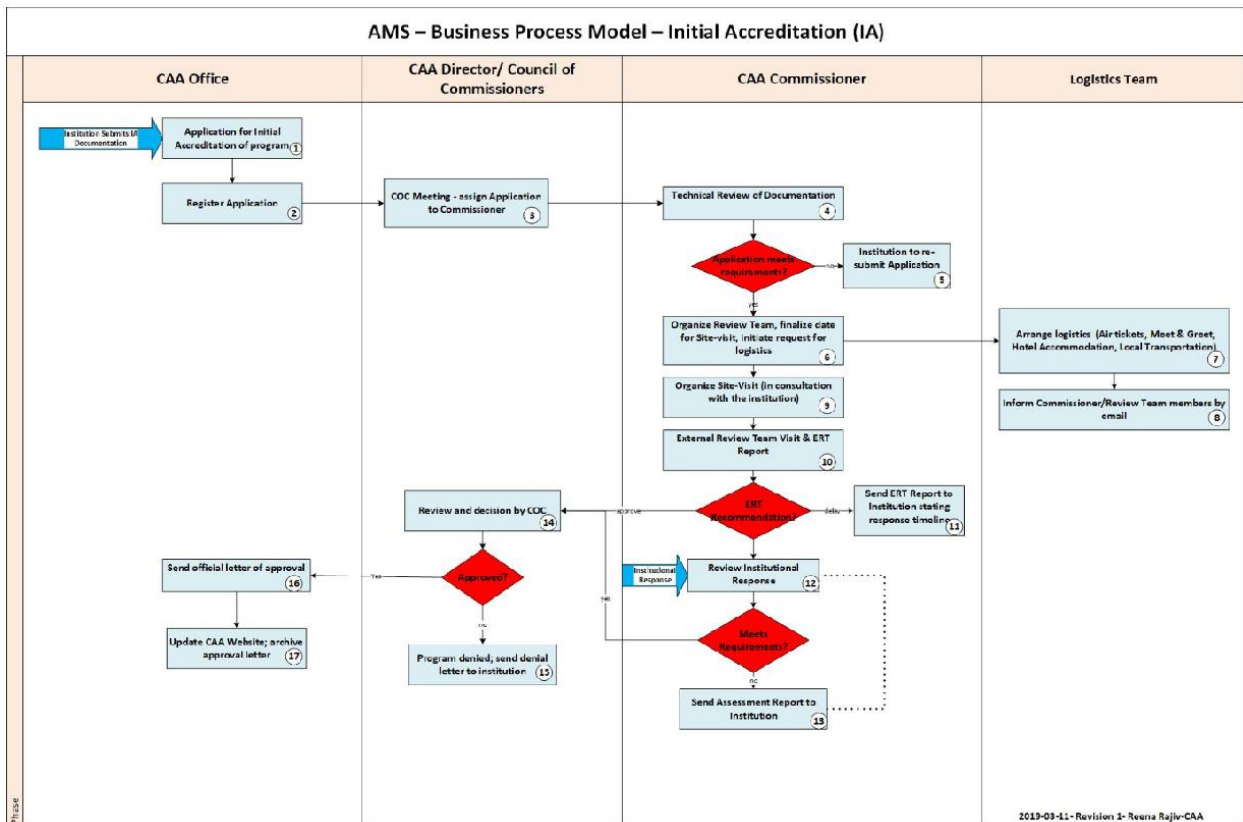 AMS – Business Process Model – Initial Accreditation (IA)
CAA Office
CAA Director/ Council of
Commissioners
CAA Commissioner
Logistics Team
Institution Submits IA
Documentation
Application for Initial
Accreditation of program
1
Register Application
2
COC Meeting - assign Application
to Commissioner
3
Technical Review of Documentation
4
Application meets
requirements?
no
Institution to re-
submit Application
5
yes
Organize Review Team, finalize date
for Site-visit, initiate request for
logistics
6
Arrange logistics (Air tickets, Meet & Greet,
Hotel Accommodation, Local Transportation)
7
Inform Commissioner/Review Team members by
email
8
Organize Site-Visit (in consultation
with the institution)
9
External Review Team Visit & ERT
Report
10
ERT
Recommendation?
approve
delay
Send ERT Report to
Institution stating
response timeline
11
Review and decision by COC
14
Approved?
Yes
no
Send official letter of approval
16
Update CAA Website; archive
approval letter
17
Program denied; send denial
letter to institution
15
Institutional
Response
Review Institutional
Response
12
Meets
Requirements?
yes
no
Send Assessment Report to
Institution
13
Phase
2019-03-11- Revision 1- Reena Rajiv-CAA